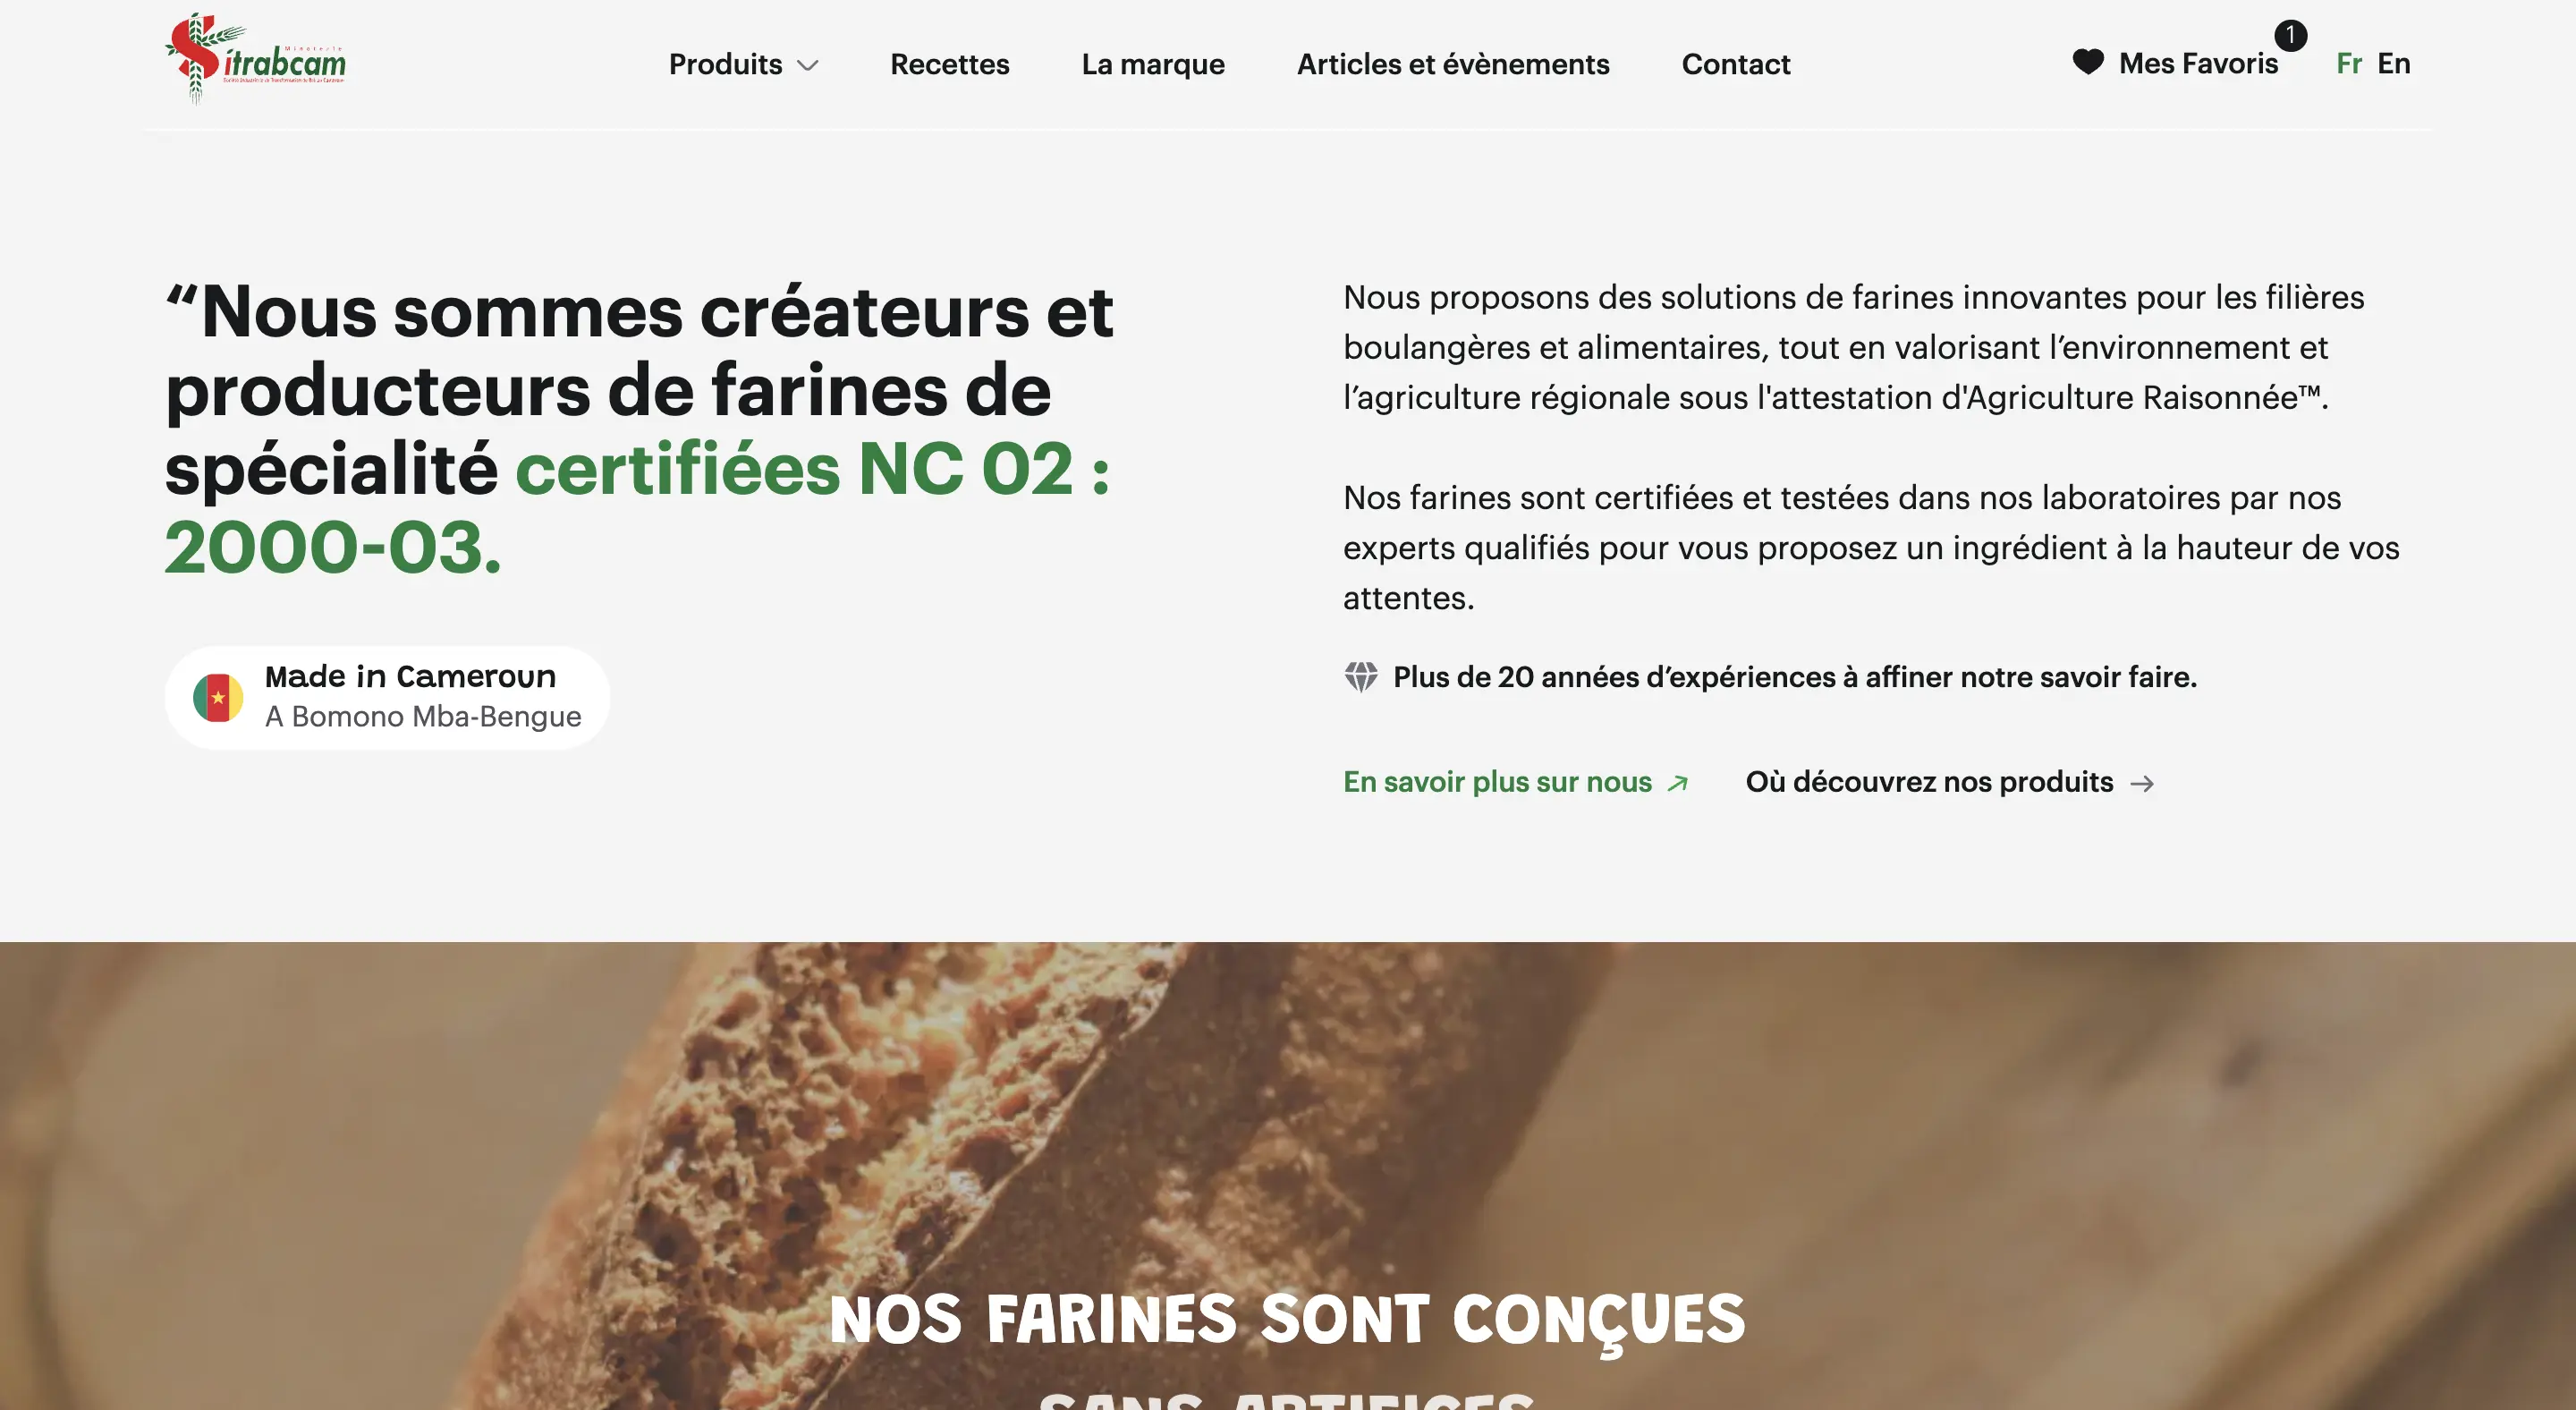 Minoterie
Sitrabcam
Produits
Recettes
La marque
Articles et évènements
Contact
Mes Favoris
1
Fr En
“Nous sommes créateurs et
producteurs de farines de
spécialité certifiées NC 02 :
2000-03.
Made in Cameroun
A Bomono Mba-Bengue
Nous proposons des solutions de farines innovantes pour les filières
boulangères et alimentaires, tout en valorisant l’environnement et
l’agriculture régionale sous l'attestation d'Agriculture Raisonnée™.
Nos farines sont certifiées et testées dans nos laboratoires par nos
experts qualifiés pour vous proposez un ingrédient à la hauteur de vos
attentes.
Plus de 20 années d’expériences à affiner notre savoir faire.
En savoir plus sur nous
Où découvrez nos produits
NOS FARINES SONT CONÇUES
SANS ARTIFICES